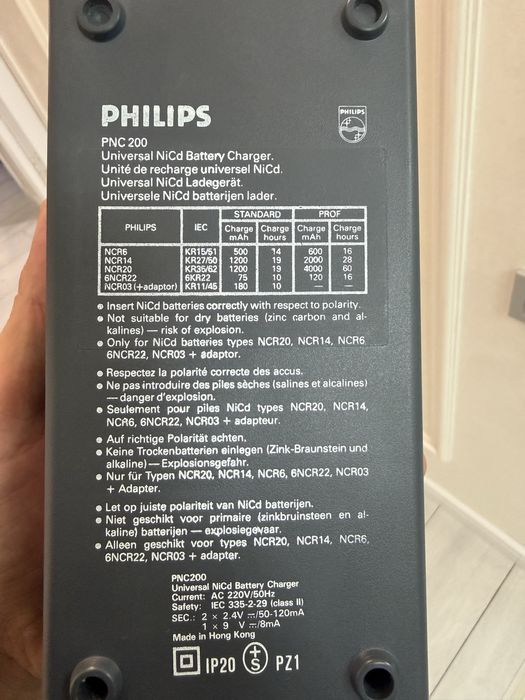 PHILIPS
PHILIPS
PNC 200
Universal NiCd Battery Charger.
Unité de recharge universel NiCd.
Universal NiCd Ladegerät.
Universele NiCd batterijen lader.
STANDARD PROF
PHILIPS IEC Charge mAh Charge hours Charge mAh Charge hours
NCR6 KR15/51 500 14 600 16
NCR14 KR27/50 1200 19 2000 28
NCR20 KR35/62 1200 19 4000 60
6NCR22 6KR22 75 10 120 16
NCR03 (+adaptor) KR11/45 180 10 — —
● Insert NiCd batteries correctly with respect to polarity.
● Not suitable for dry batteries (zinc carbon and al-
kalines) — risk of explosion.
● Only for NiCd batteries types NCR20, NCR14, NCR6,
6NCR22, NCR03 + adaptor.
● Respectez la polarité correcte des accus.
● Ne pas introduire des piles sèches (salines et alcalines)
— danger d'explosion.
● Seulement pour piles NiCd types NCR20, NCR14,
NCR6, 6NCR22, NCR03 + adapteur.
● Auf richtige Polarität achten.
● Keine Trockenbatterien einlegen (Zink-Braunstein und
alkaline) — Explosionsgefahr.
● Nur für Typen NCR20, NCR14, NCR6, 6NCR22, NCR03
+ Adapter.
● Let op juiste polariteit van NiCd batterijen.
● Niet geschikt voor primaire (zinkbruinsteen en al-
kaline) batterijen — explosiegevaar.
● Alleen geschikt voor types NCR20, NCR14, NCR6,
6NCR22, NCR03 + adapter.
PNC200
Universal NiCd Battery Charger
Current: AC 220V/50Hz
Safety: IEC 335-2-29 (class II)
SEC.: 2 × 2.4V ⎓/50-120mA
1 × 9 V ⎓/8mA
Made in Hong Kong
IP20 +S PZ1